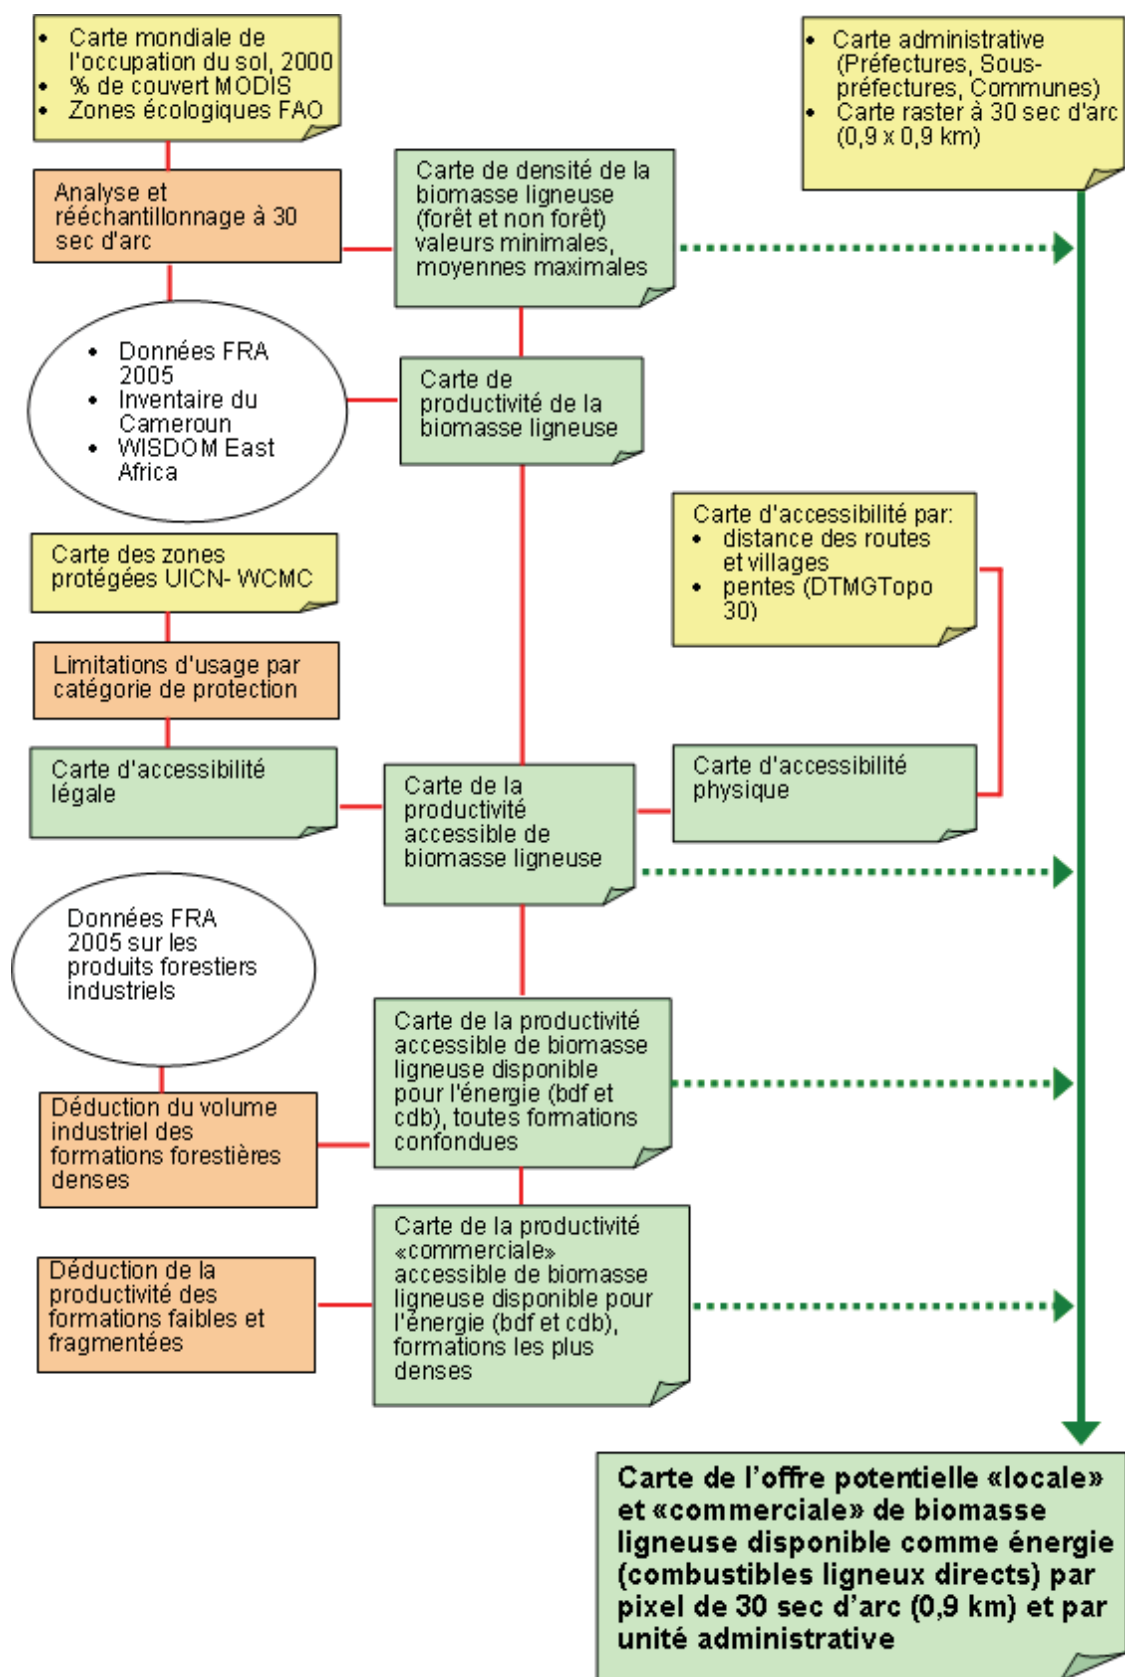 • Carte mondiale de
l'occupation du sol, 2000
• % de couvert MODIS
• Zones écologiques FAO
• Carte administrative
(Préfectures, Sous-
préfectures, Communes)
• Carte raster à 30 sec d'arc
(0,9 x 0,9 km)
Analyse et
rééchantillonnage à 30
sec d'arc
Carte de densité de la
biomasse ligneuse
(forêt et non forêt)
valeurs minimales,
moyennes maximales
• Données FRA
2005
• Inventaire du
Cameroun
• WISDOM East
Africa
Carte de
productivité de la
biomasse ligneuse
Carte des zones
protégées UICN- WCMC
Carte d'accessibilité par:
• distance des routes
et villages
• pentes (DTMGTopo
30)
Limitations d'usage par
catégorie de protection
Carte d'accessibilité
légale
Carte de la
productivité
accessible de
biomasse ligneuse
Carte d'accessibilité
physique
Données FRA
2005 sur les
produits forestiers
industriels
Carte de la productivité
accessible de biomasse
ligneuse disponible
pour l'énergie (bdf et
cdb), toutes formations
confondues
Déduction du volume
industriel des
formations forestières
denses
Carte de la productivité
«commerciale»
accessible de biomasse
ligneuse disponible pour
l'énergie (bdf et cdb),
formations les plus
denses
Déduction de la
productivité des
formations faibles et
fragmentées
Carte de l'offre potentielle «locale»
et «commerciale» de biomasse
ligneuse disponible comme énergie
(combustibles ligneux directs) par
pixel de 30 sec d'arc (0,9 km) et par
unité administrative